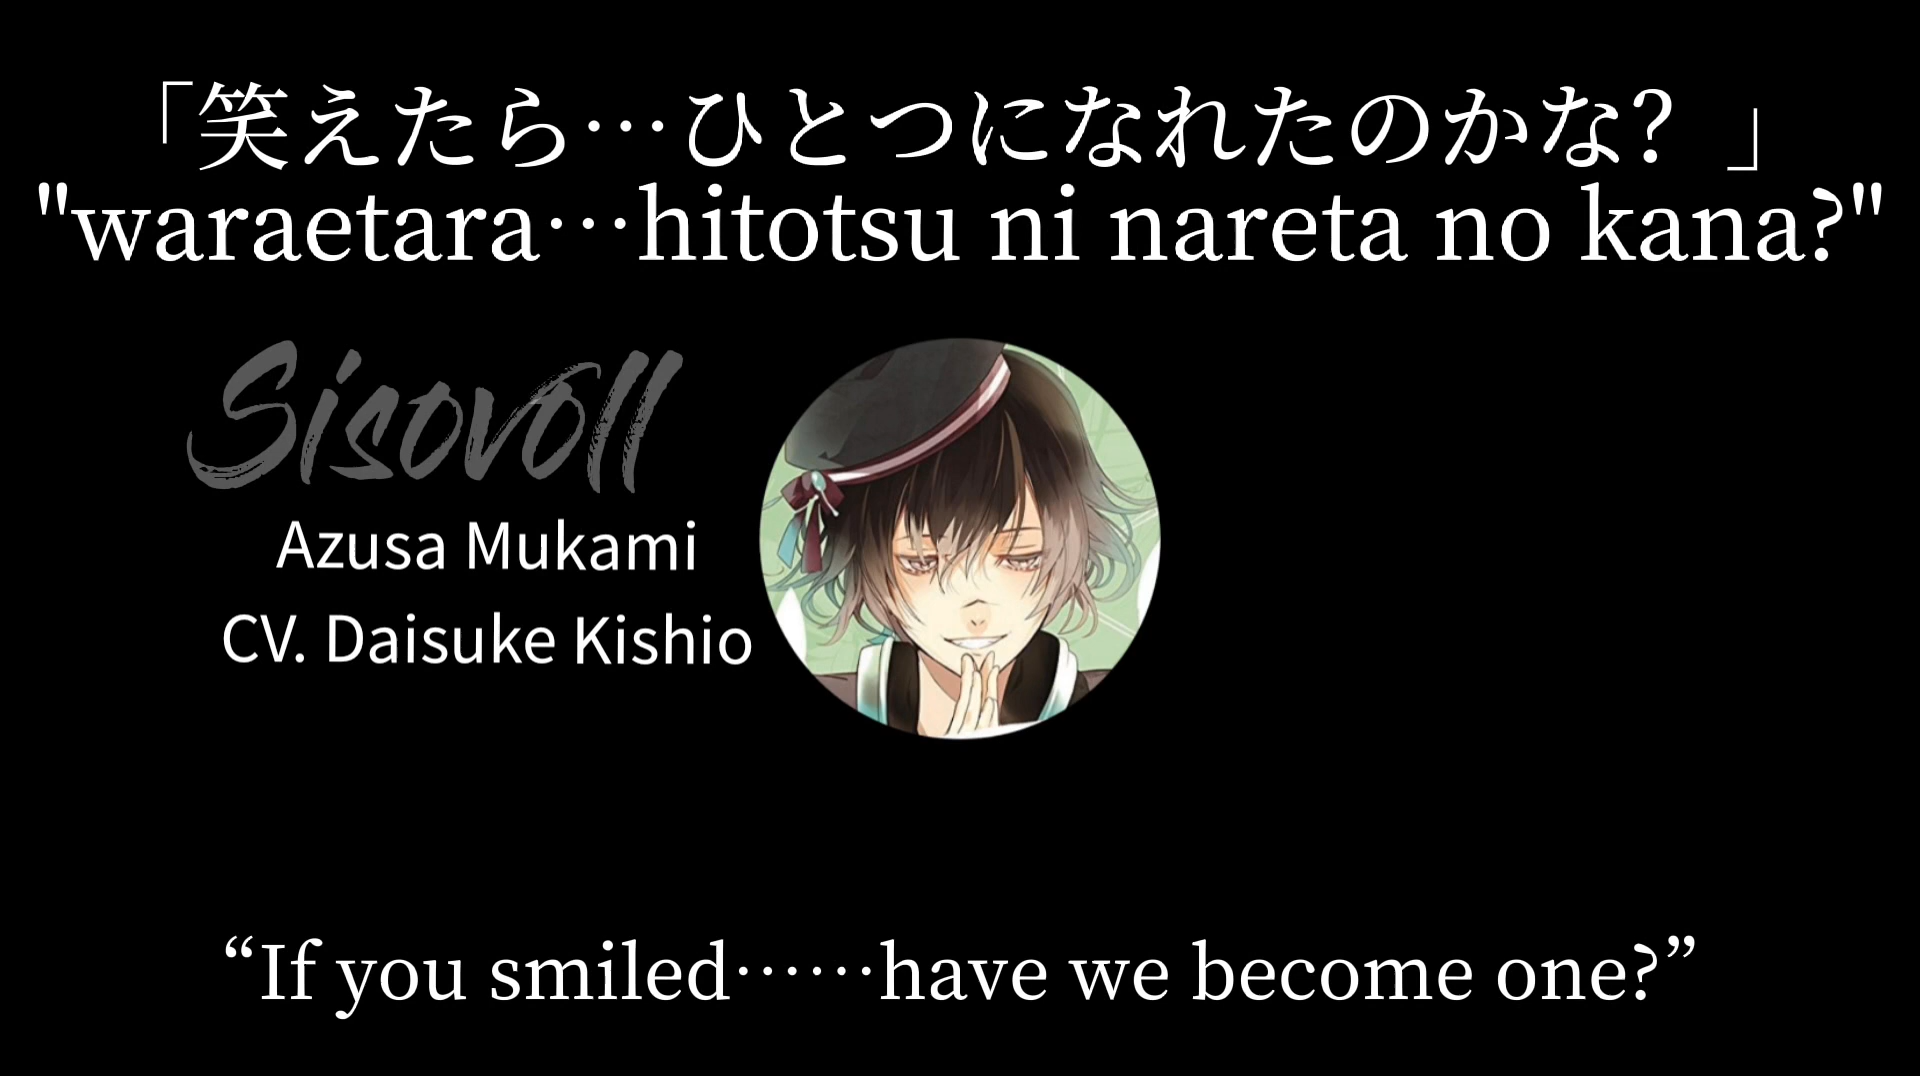 「笑えたら…ひとつになれたのかな？」
"waraetara…hitotsu ni nareta no kana?"
Sisovoll
Azusa Mukami
CV. Daisuke Kishio
“If you smiled……have we become one?”